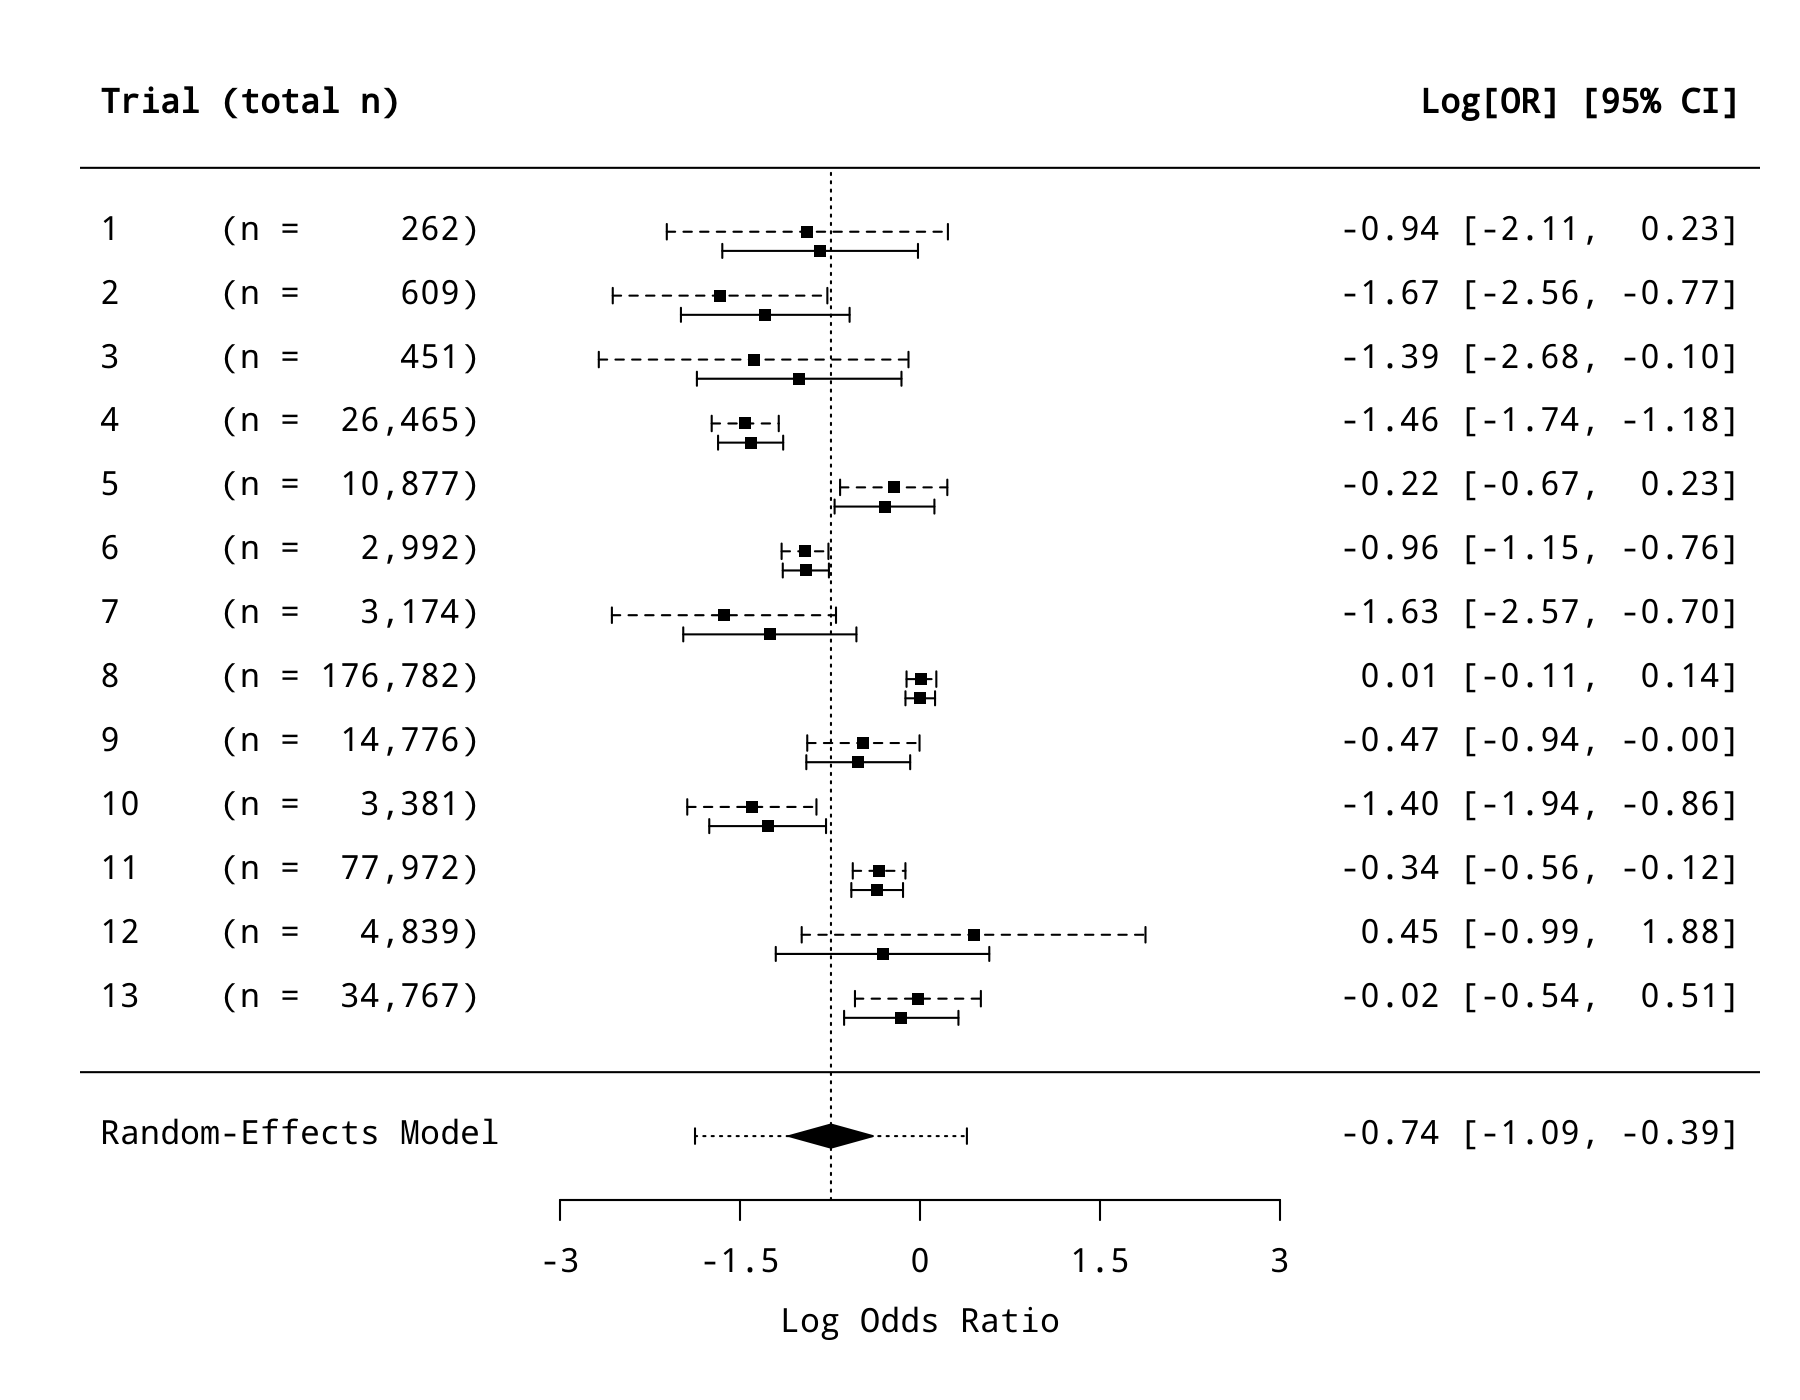 Trial (total n) Log[OR] [95% CI]
1 (n = 262) -0.94 [-2.11, 0.23]
2 (n = 609) -1.67 [-2.56, -0.77]
3 (n = 451) -1.39 [-2.68, -0.10]
4 (n = 26,465) -1.46 [-1.74, -1.18]
5 (n = 10,877) -0.22 [-0.67, 0.23]
6 (n = 2,992) -0.96 [-1.15, -0.76]
7 (n = 3,174) -1.63 [-2.57, -0.70]
8 (n = 176,782) 0.01 [-0.11, 0.14]
9 (n = 14,776) -0.47 [-0.94, -0.00]
10 (n = 3,381) -1.40 [-1.94, -0.86]
11 (n = 77,972) -0.34 [-0.56, -0.12]
12 (n = 4,839) 0.45 [-0.99, 1.88]
13 (n = 34,767) -0.02 [-0.54, 0.51]
Random-Effects Model -0.74 [-1.09, -0.39]
-3 -1.5 0 1.5 3
Log Odds Ratio